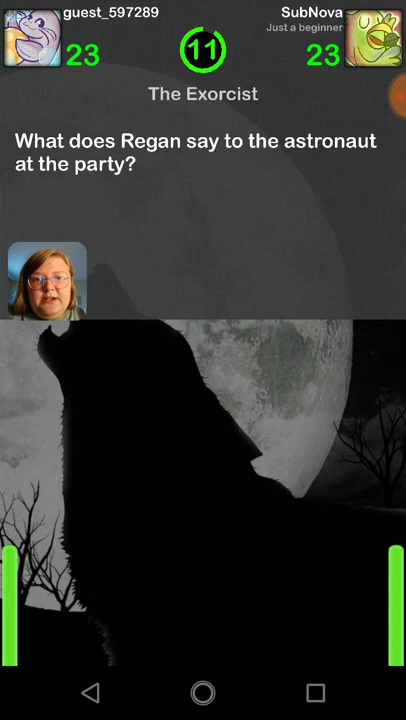 guest_597289
SubNova
Just a beginner
23
11
23
The Exorcist
What does Regan say to the astronaut
at the party?